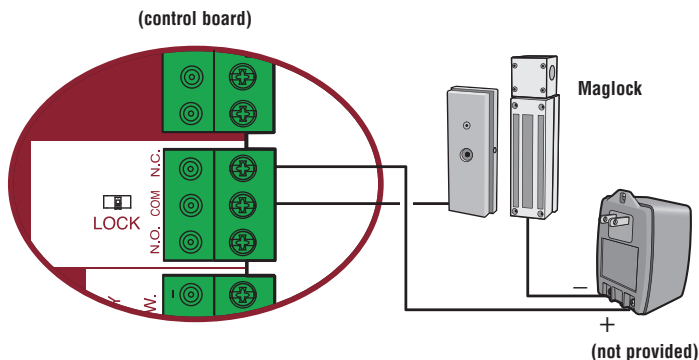 (control board)
Maglock
N.C.
COM
N.O.
LOCK
W.
−
+
(not provided)